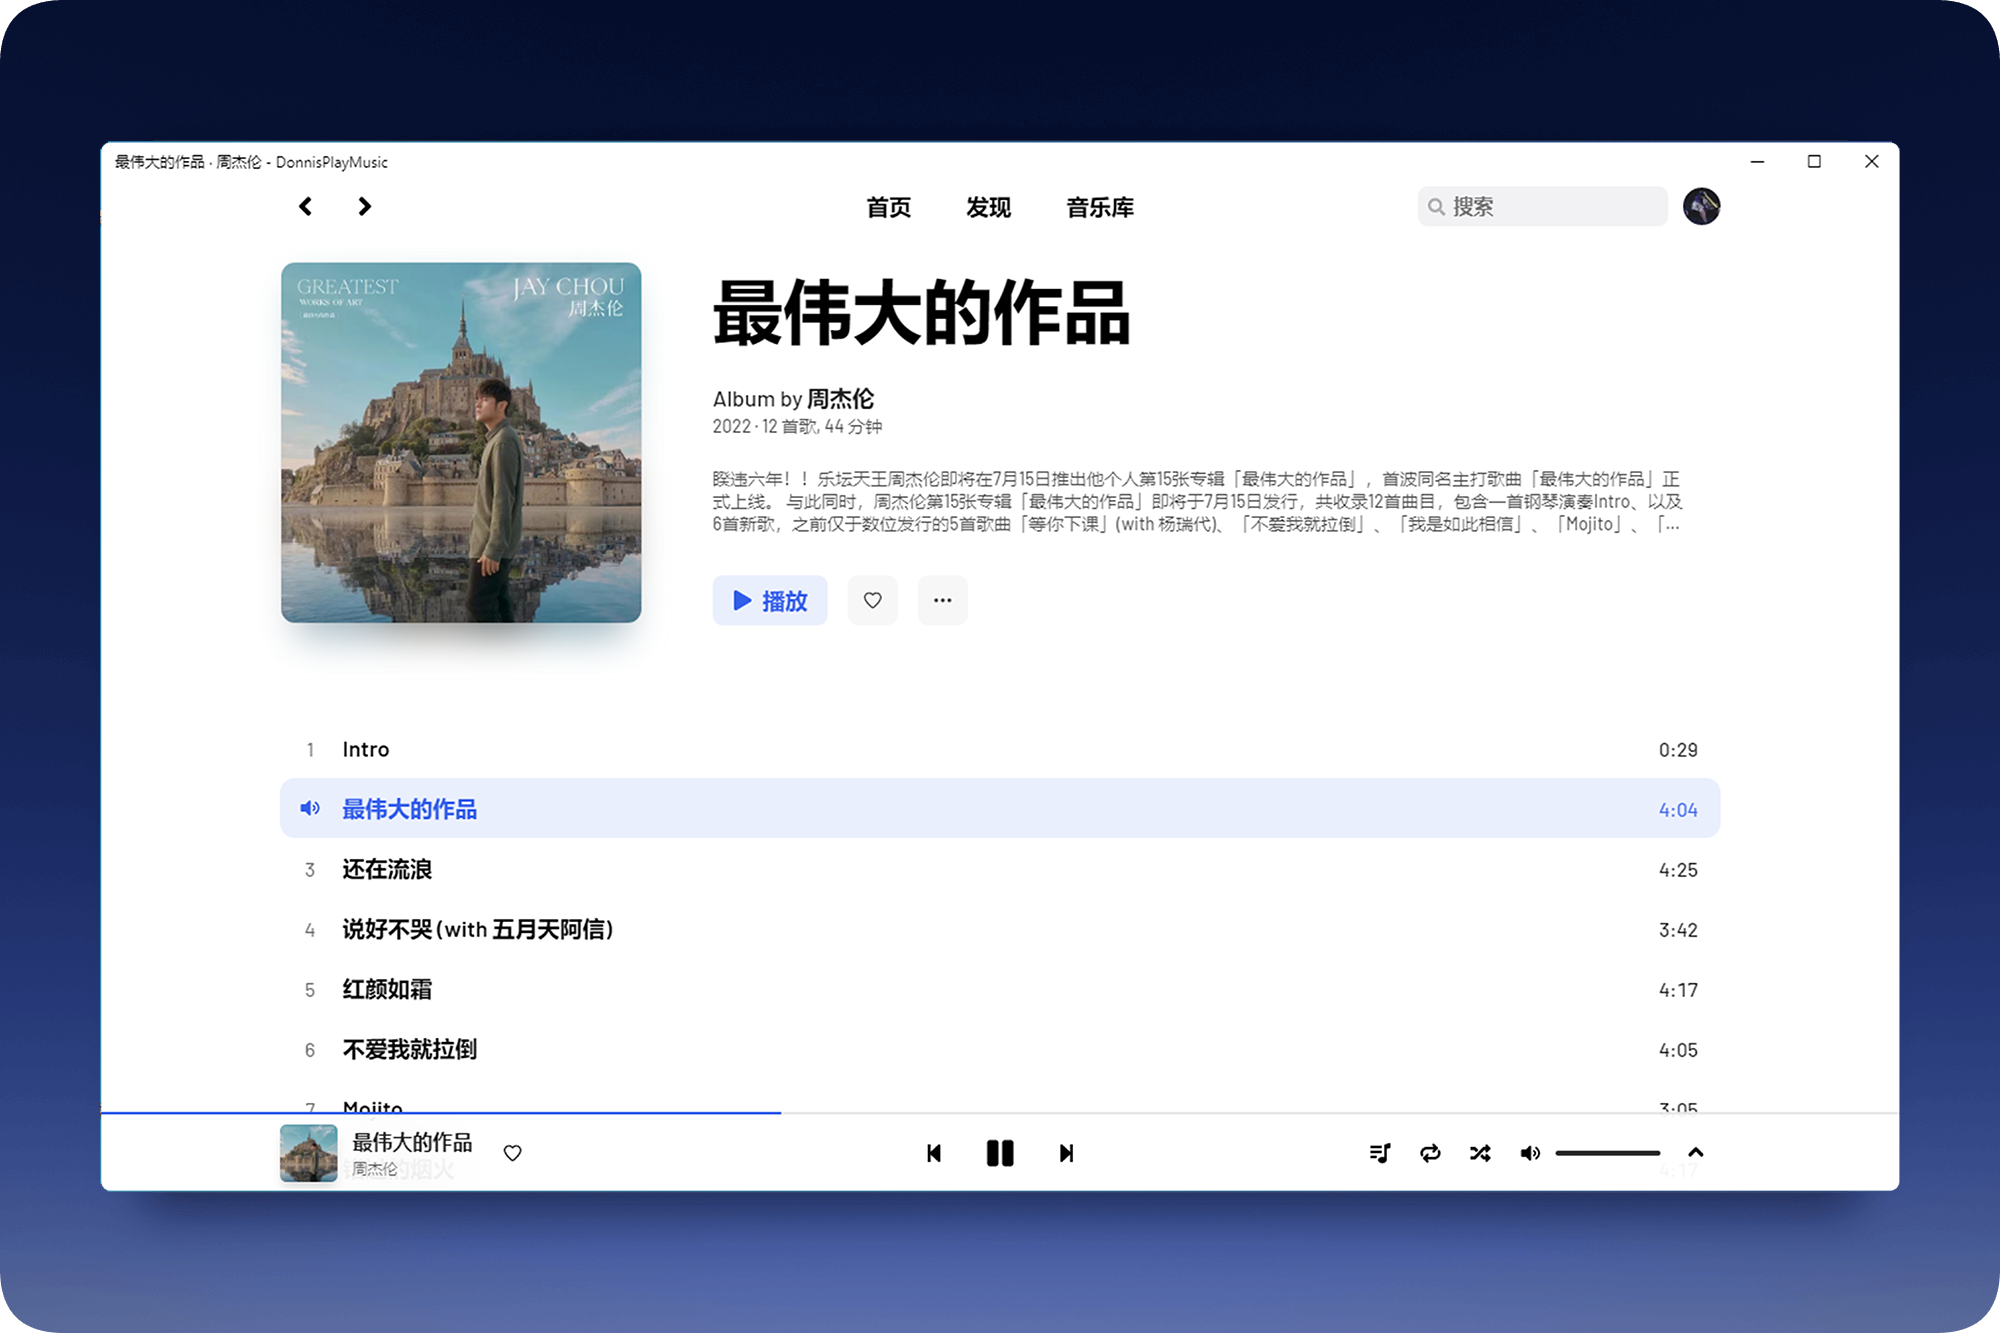 最伟大的作品 · 周杰伦 - DonnisPlayMusic
首页 发现 音乐库 搜索
GREATEST
WORKS OF ART
最伟大的作品
JAY CHOU
周杰伦
最伟大的作品
Album by 周杰伦
2022 · 12 首歌, 44 分钟
睽违六年！！乐坛天王周杰伦即将在7月15日推出他个人第15张专辑「最伟大的作品」，首波同名主打歌曲「最伟大的作品」正
式上线。 与此同时，周杰伦第15张专辑「最伟大的作品」即将于7月15日发行，共收录12首曲目，包含一首钢琴演奏Intro、以及
6首新歌，之前仅于数位发行的5首歌曲「等你下课」(with 杨瑞代)、「不爱我就拉倒」、「我是如此相信」、「Mojito」、「...
播放
1 Intro 0:29
最伟大的作品 4:04
3 还在流浪 4:25
4 说好不哭(with 五月天阿信) 3:42
5 红颜如霜 4:17
6 不爱我就拉倒 4:05
7 Mojito 3:05
最伟大的作品
周杰伦
的烟火 4:17